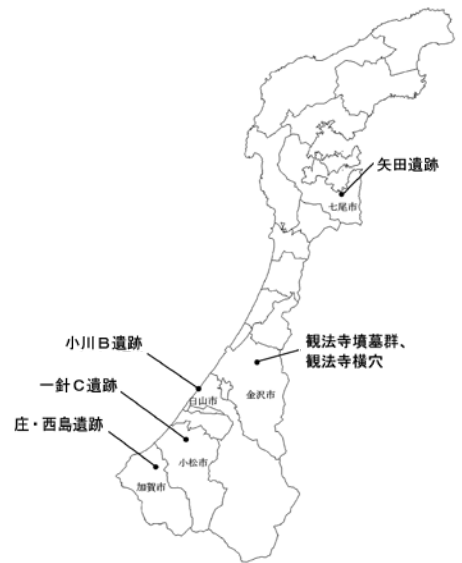 矢田遺跡
七尾市
小川B遺跡
観法寺墳墓群、
観法寺横穴
一針C遺跡
白山市
金沢市
庄・西島遺跡
小松市
加賀市